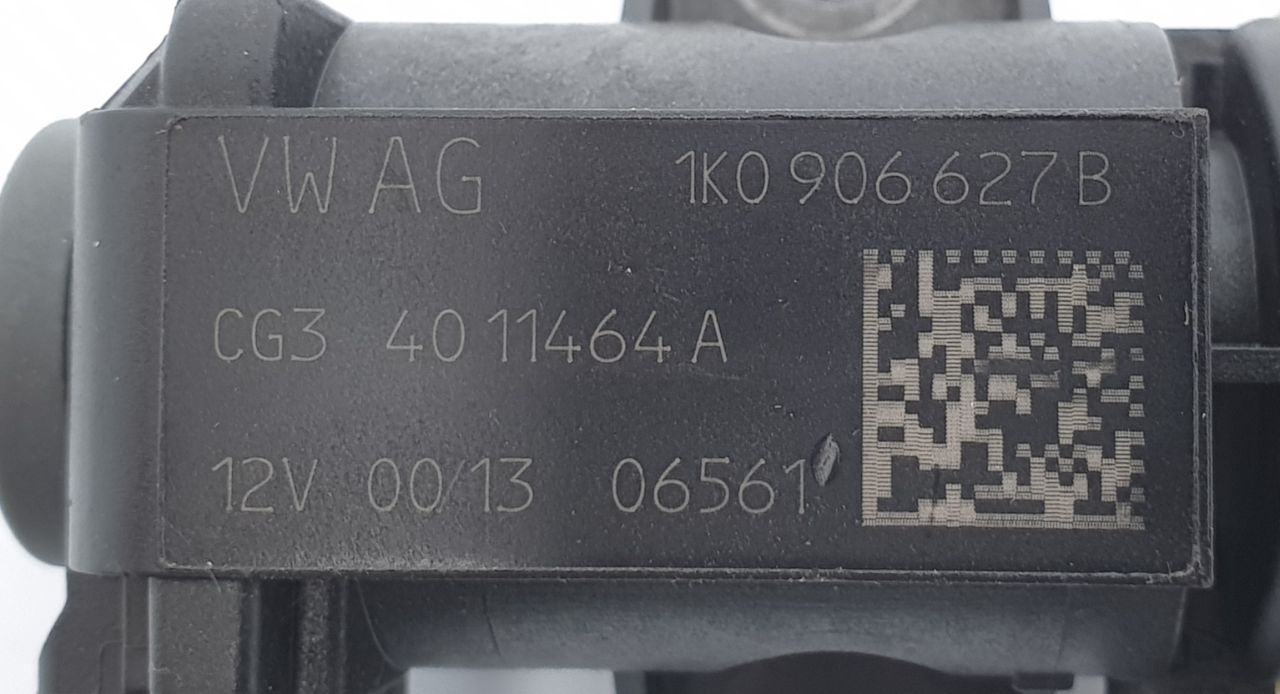 VW AG 1K0 906 627 B
CG3 40 11464 A
12V 00/13 06561